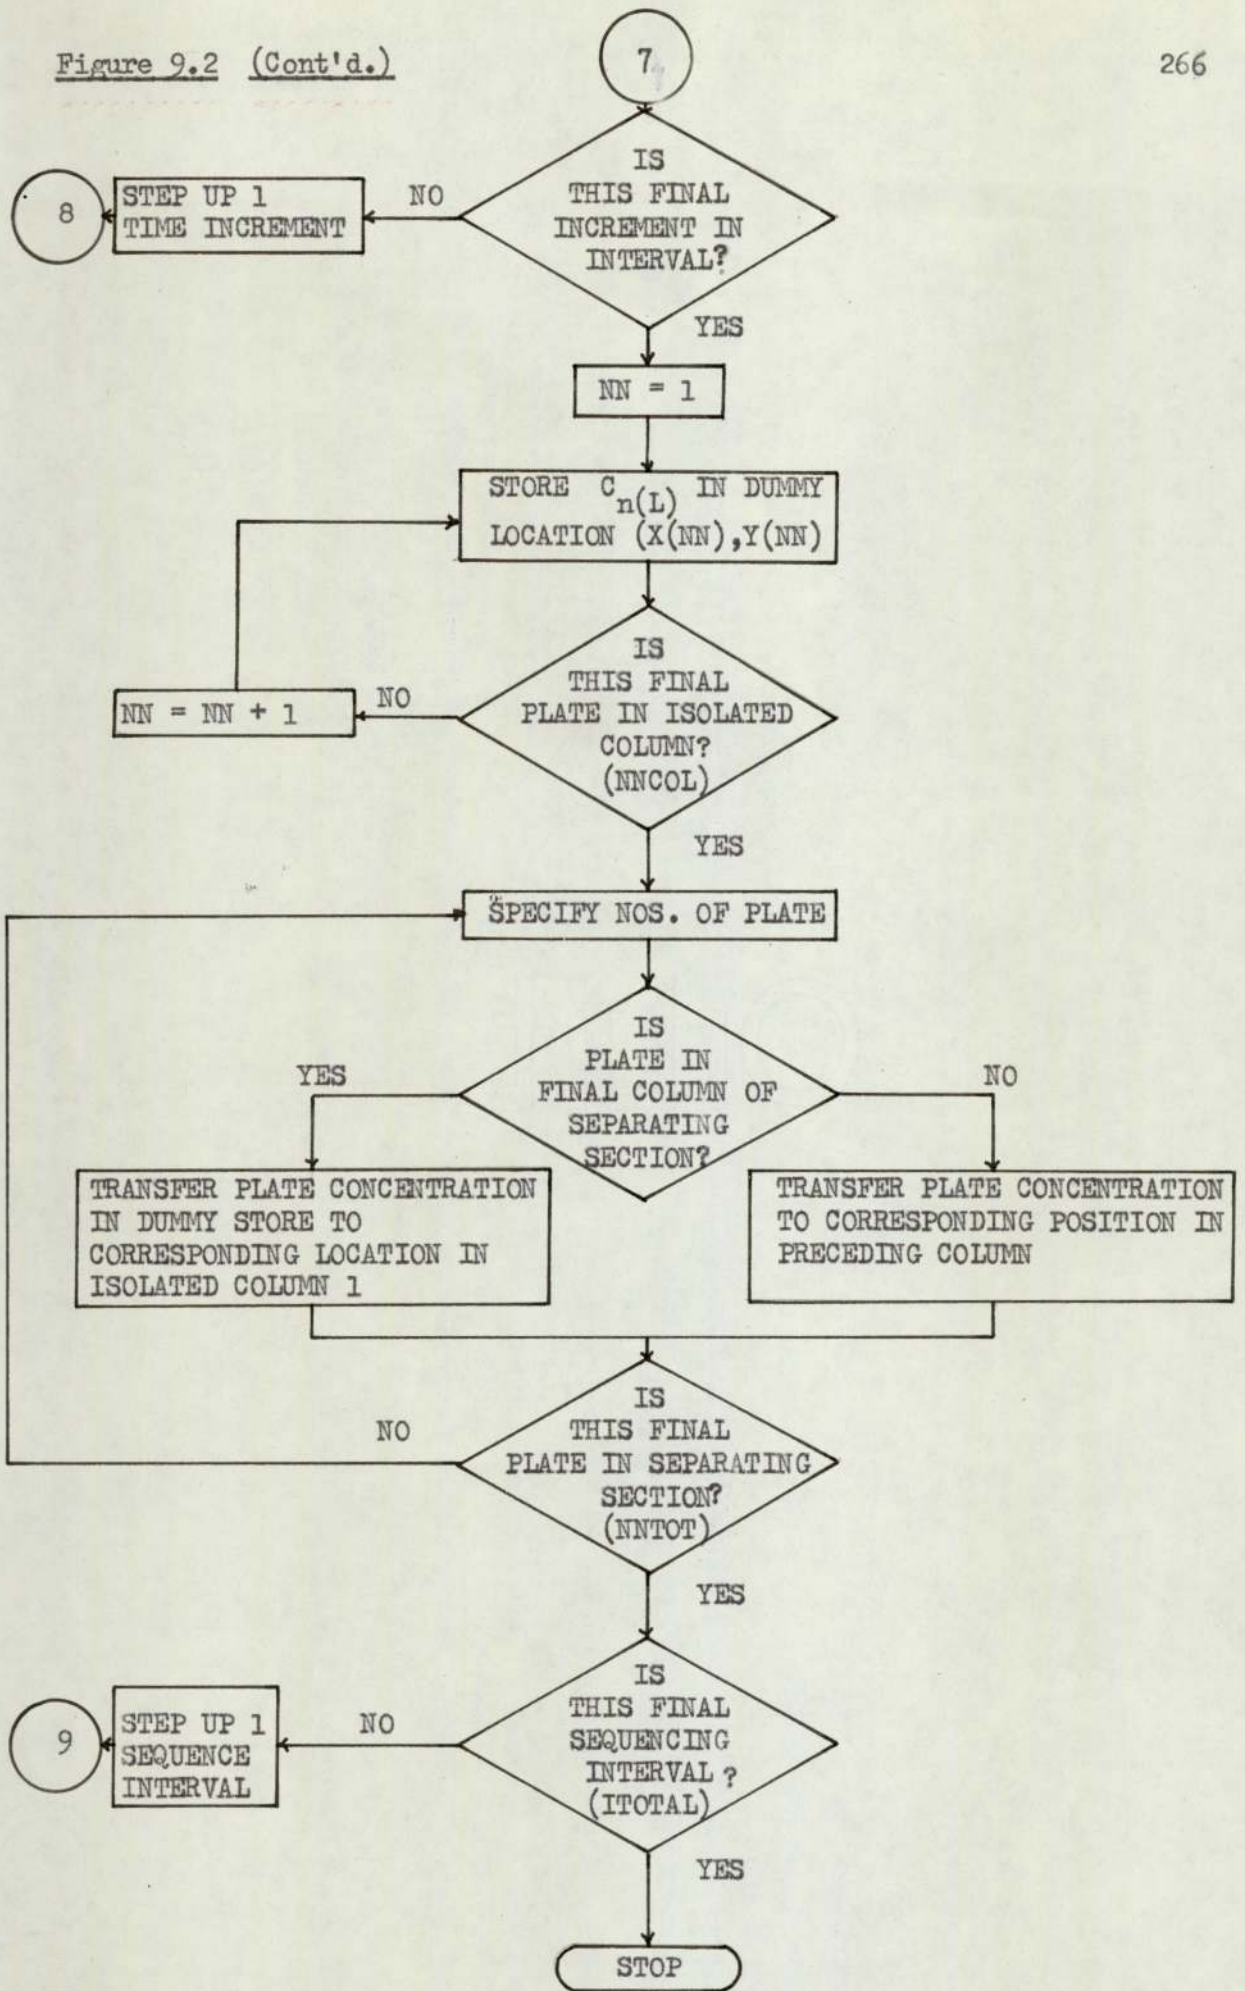 Figure 9.2 (Cont'd.)
266
7
IS
THIS FINAL
INCREMENT IN
INTERVAL?
NO
STEP UP 1
TIME INCREMENT
8
YES
NN = 1
STORE Cn(L) IN DUMMY
LOCATION (X(NN),Y(NN)
IS
THIS FINAL
PLATE IN ISOLATED
COLUMN?
(NNCOL)
NO
NN = NN + 1
YES
SPECIFY NOS. OF PLATE
IS
PLATE IN
FINAL COLUMN OF
SEPARATING
SECTION?
YES
NO
TRANSFER PLATE CONCENTRATION
IN DUMMY STORE TO
CORRESPONDING LOCATION IN
ISOLATED COLUMN 1
TRANSFER PLATE CONCENTRATION
TO CORRESPONDING POSITION IN
PRECEDING COLUMN
IS
THIS FINAL
PLATE IN SEPARATING
SECTION?
(NNTOT)
NO
YES
IS
THIS FINAL
SEQUENCING
INTERVAL?
(ITOTAL)
NO
STEP UP 1
SEQUENCE
INTERVAL
9
YES
STOP